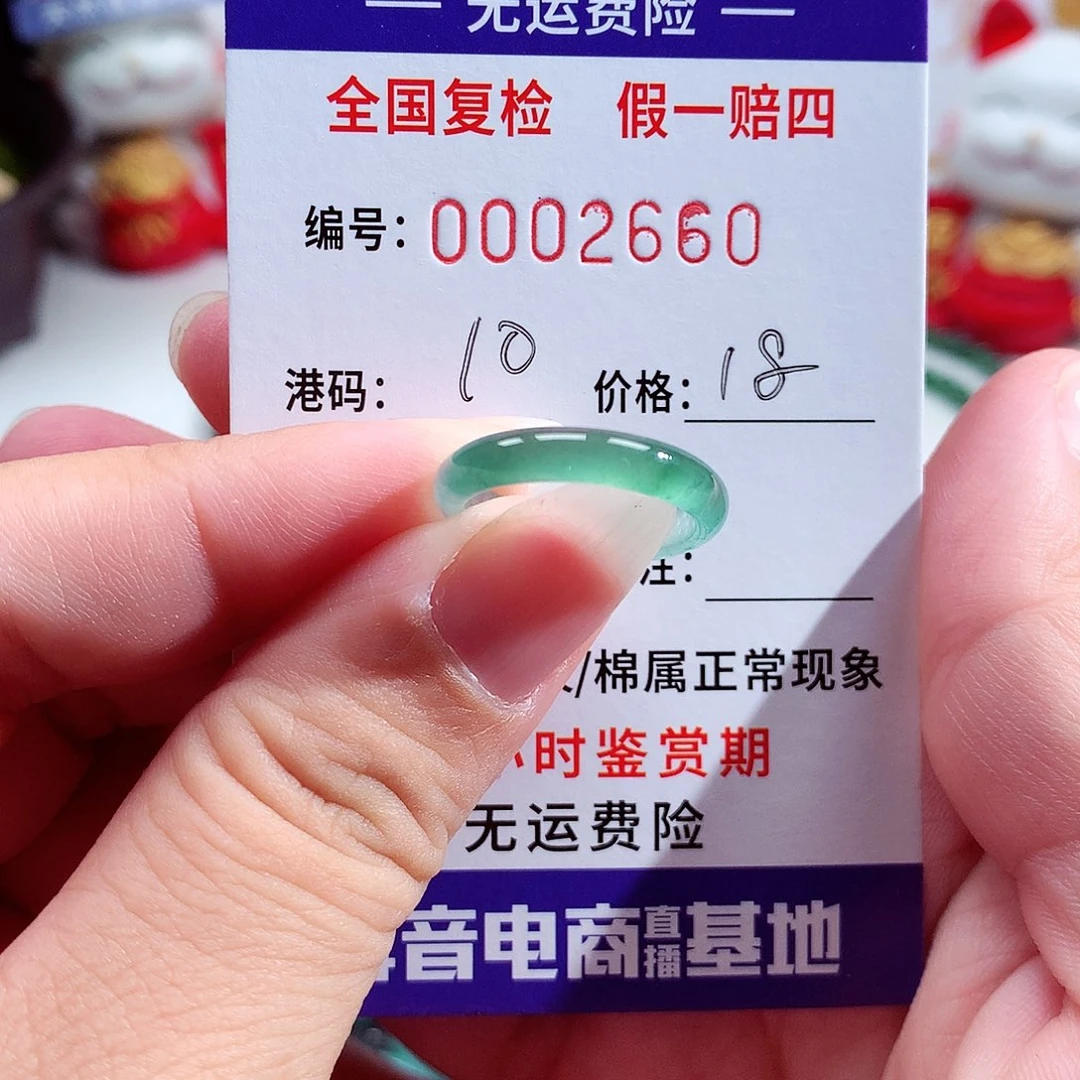 — 无运费险 —
全国复检 假一赔四
编号：0002660
港码：10 价格：18
注：
/棉属正常现象
时鉴赏期
无运费险
音电商直播基地